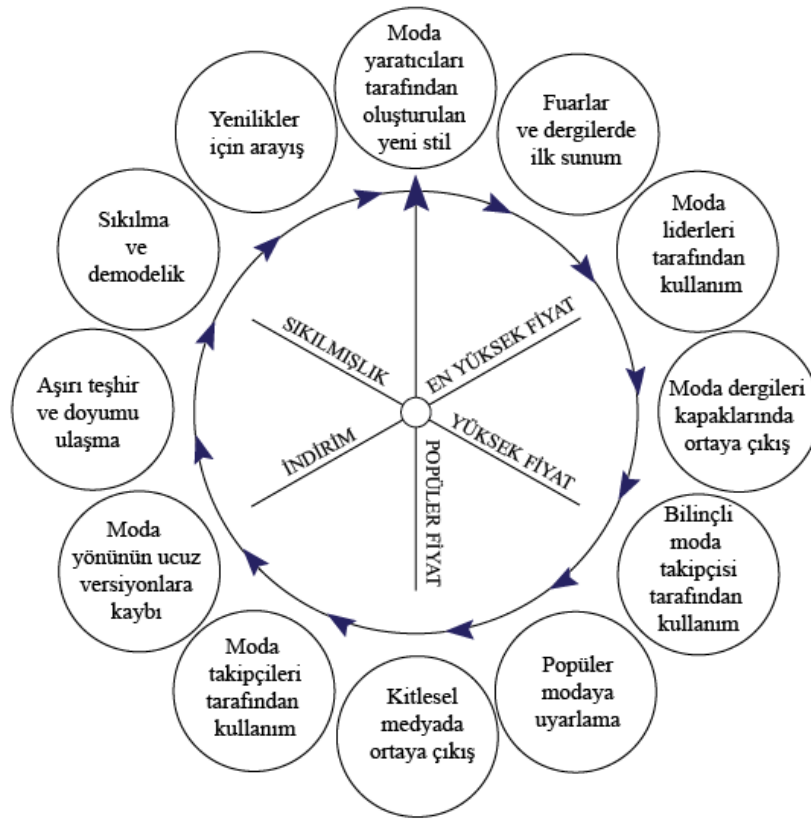 Moda
yaratıcıları
tarafından
oluşturulan
yeni stil
Fuarlar
ve dergilerde
ilk sunum
Moda
liderleri
tarafından
kullanım
Moda dergileri
kapaklarında
ortaya çıkış
Bilinçli
moda
takipçisi
tarafından
kullanım
Popüler
modaya
uyarlama
Kitlesel
medyada
ortaya çıkış
Moda
takipçileri
tarafından
kullanım
Moda
yönünün ucuz
versiyonlara
kaybı
Aşırı teşhir
ve doyumu
ulaşma
Sıkılma
ve
demodelik
Yenilikler
için arayış
EN YÜKSEK FİYAT
YÜKSEK FİYAT
POPÜLER FİYAT
İNDİRİM
SIKILMIŞLIK